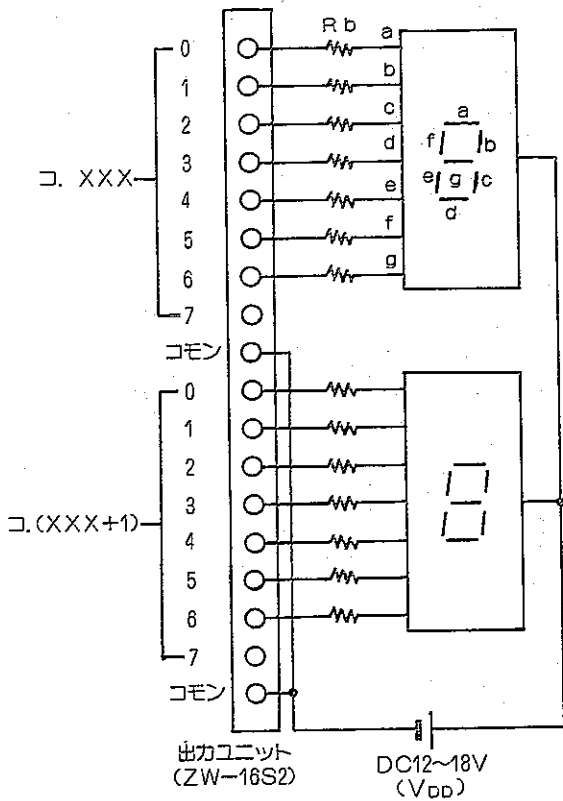 Rb
0 a
1 b
2 c
3 d
4 e
5 f
6 g
7
コ. XXX
コモン
a
f b
g
e c
d
0
1
2
3
4
5
6
7
コ.(XXX+1)
コモン
出力ユニット
(ZW-16S2)
DC12~18V
(VDD)